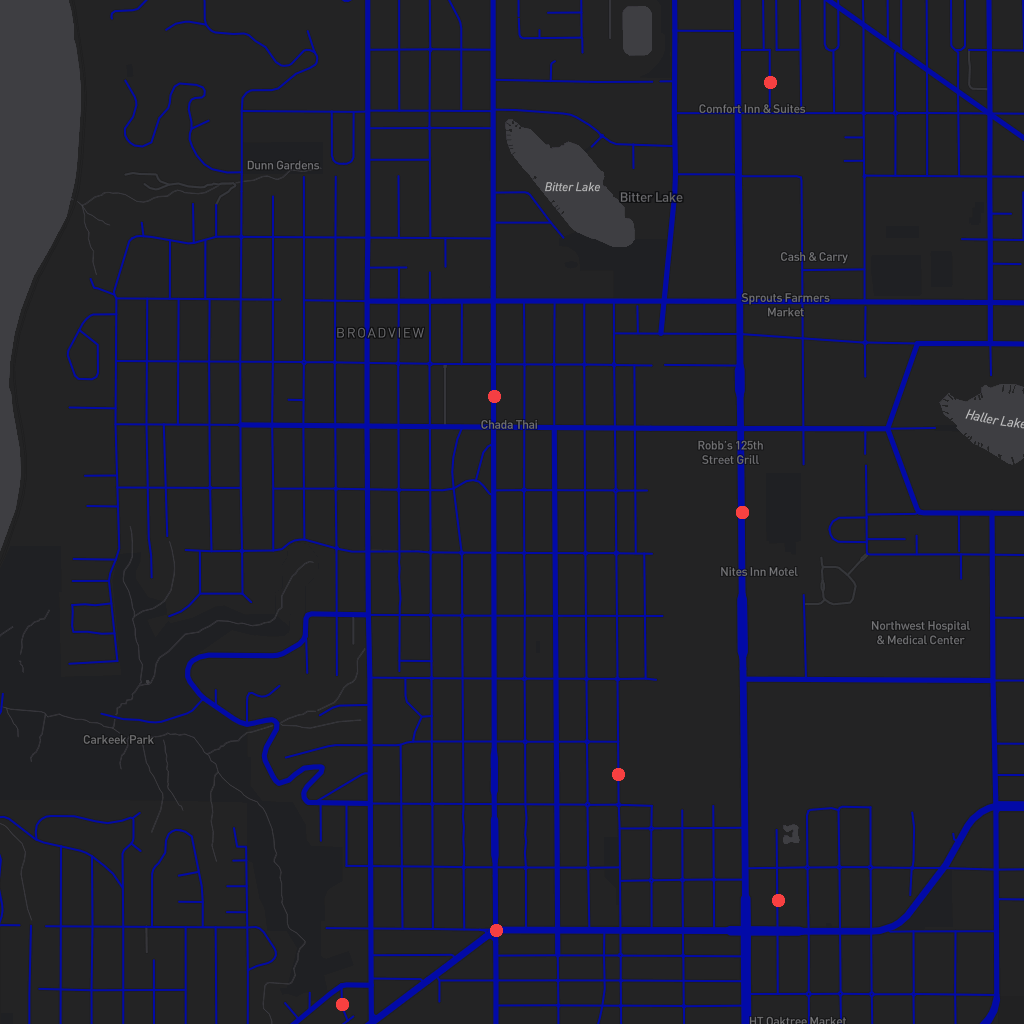 Comfort Inn & Suites
Dunn Gardens
Bitter Lake
Bitter Lake
Cash & Carry
Sprouts Farmers
Market
BROADVIEW
Chada Thai
Haller Lake
Robb's 125th
Street Grill
Nites Inn Motel
Northwest Hospital
& Medical Center
Carkeek Park
HT Oaktree Market